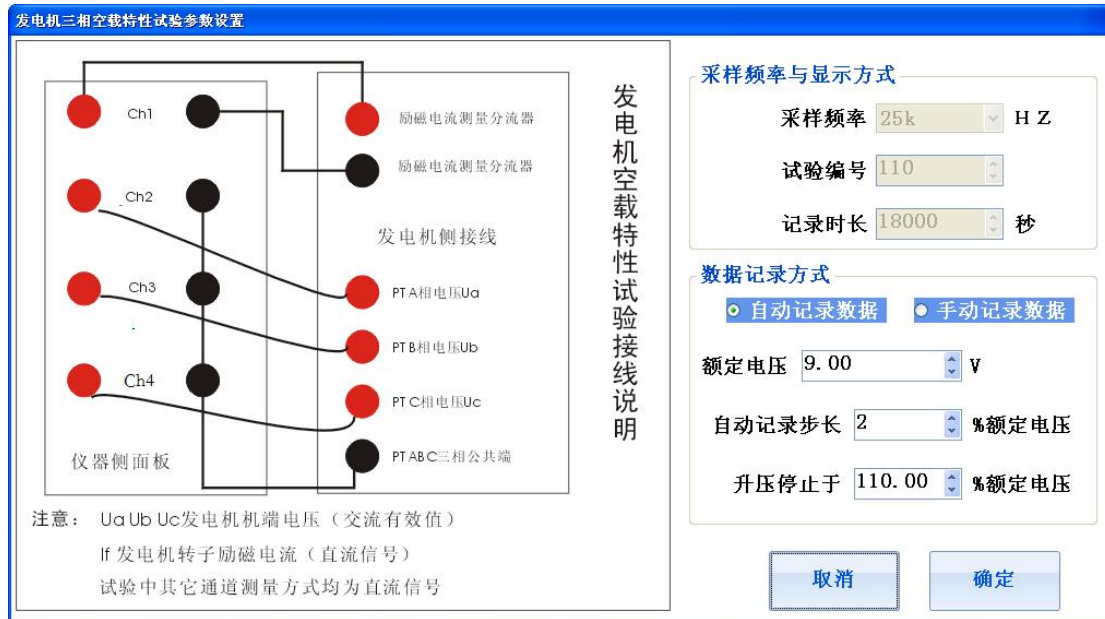 发电机三相空载特性试验参数设置
Ch1
励磁电流测量分流器
励磁电流测量分流器
Ch2
发电机侧接线
Ch3
PT A相电压Ua
PT B相电压Ub
Ch4
PT C相电压Uc
PT ABC三相公共端
仪器侧面板
发电机空载特性试验接线说明
注意： Ua Ub Uc发电机机端电压（交流有效值）
If 发电机转子励磁电流（直流信号）
试验中其它通道测量方式均为直流信号
采样频率与显示方式
采样频率 25k HZ
试验编号 110
记录时长 18000 秒
数据记录方式
自动记录数据 手动记录数据
额定电压 9.00 V
自动记录步长 2 %额定电压
升压停止于 110.00 %额定电压
取消 确定